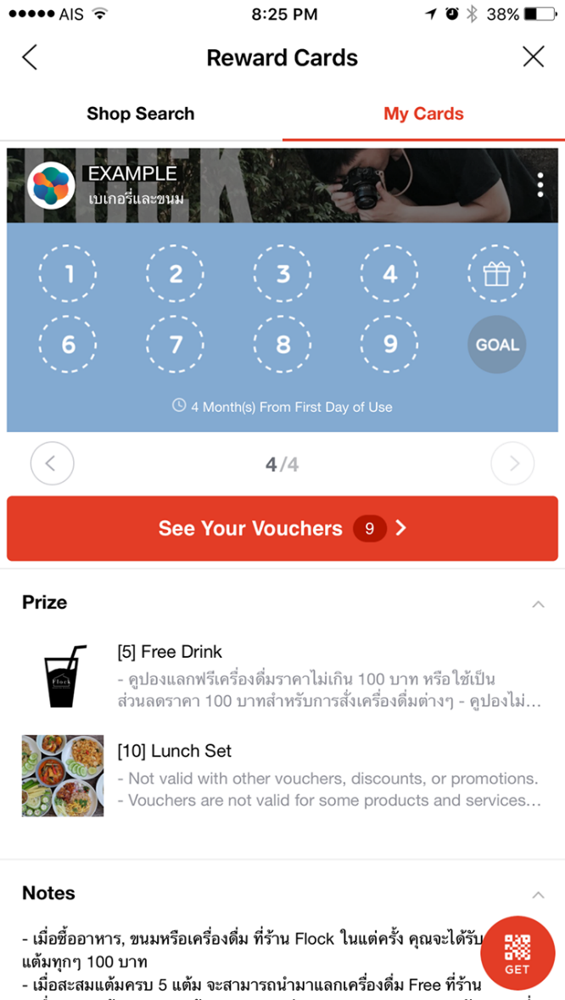 AIS
8:25 PM
38%
Reward Cards
Shop Search
My Cards
EXAMPLE
เบเกอรี่และขนม
1
2
3
4
6
7
8
9
GOAL
4 Month(s) From First Day of Use
4/4
See Your Vouchers 9
Prize
[5] Free Drink
Flock
- คูปองแลกฟรีเครื่องดื่มราคาไม่เกิน 100 บาท หรือใช้เป็น
ส่วนลดราคา 100 บาทสำหรับการสั่งเครื่องดื่มต่างๆ - คูปองไม่...
[10] Lunch Set
- Not valid with other vouchers, discounts, or promotions.
- Vouchers are not valid for some products and services...
Notes
- เมื่อซื้ออาหาร, ขนมหรือเครื่องดื่ม ที่ร้าน Flock ในแต่ครั้ง คุณจะได้รับ
แต้มทุกๆ 100 บาท
GET
- เมื่อสะสมแต้มครบ 5 แต้ม จะสามารถนำมาแลกเครื่องดื่ม Free ที่ร้าน